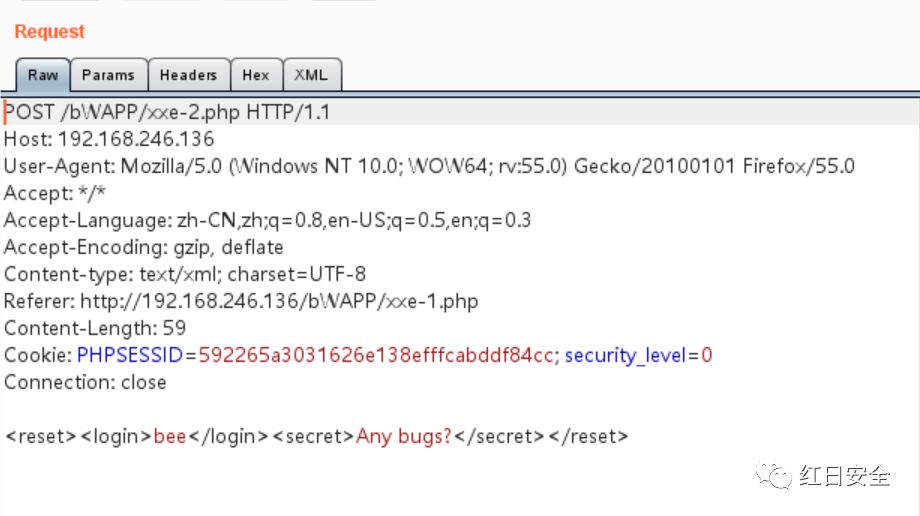 Request
Raw Params Headers Hex XML
POST /bWAPP/xxe-2.php HTTP/1.1
Host: 192.168.246.136
User-Agent: Mozilla/5.0 (Windows NT 10.0; WOW64; rv:55.0) Gecko/20100101 Firefox/55.0
Accept: */*
Accept-Language: zh-CN,zh;q=0.8,en-US;q=0.5,en;q=0.3
Accept-Encoding: gzip, deflate
Content-type: text/xml; charset=UTF-8
Referer: http://192.168.246.136/bWAPP/xxe-1.php
Content-Length: 59
Cookie: PHPSESSID=592265a3031626e138efffcabddf84cc; security_level=0
Connection: close
<reset><login>bee</login><secret>Any bugs?</secret></reset>
红日安全